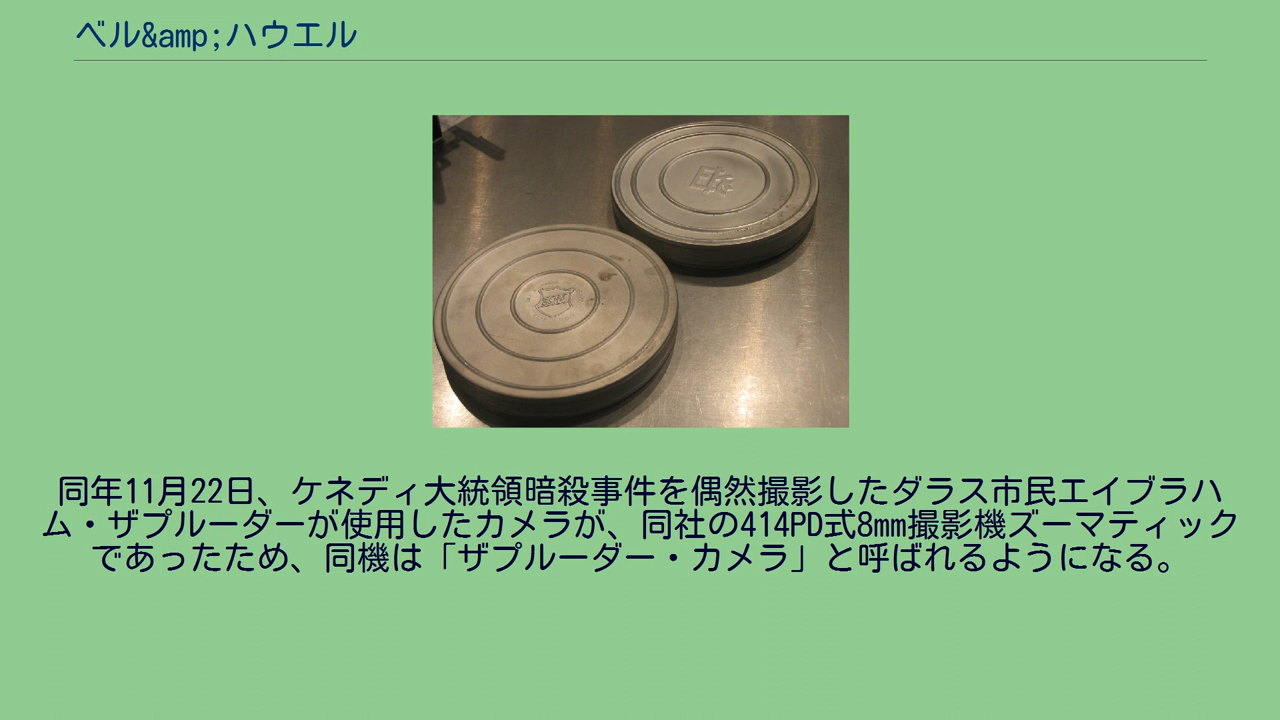 ベル&amp;ハウエル
同年11月22日、ケネディ大統領暗殺事件を偶然撮影したダラス市民エイブラハ
ム・ザプルーダーが使用したカメラが、同社の414PD式8mm撮影機ズーマティック
であったため、同機は「ザプルーダー・カメラ」と呼ばれるようになる。